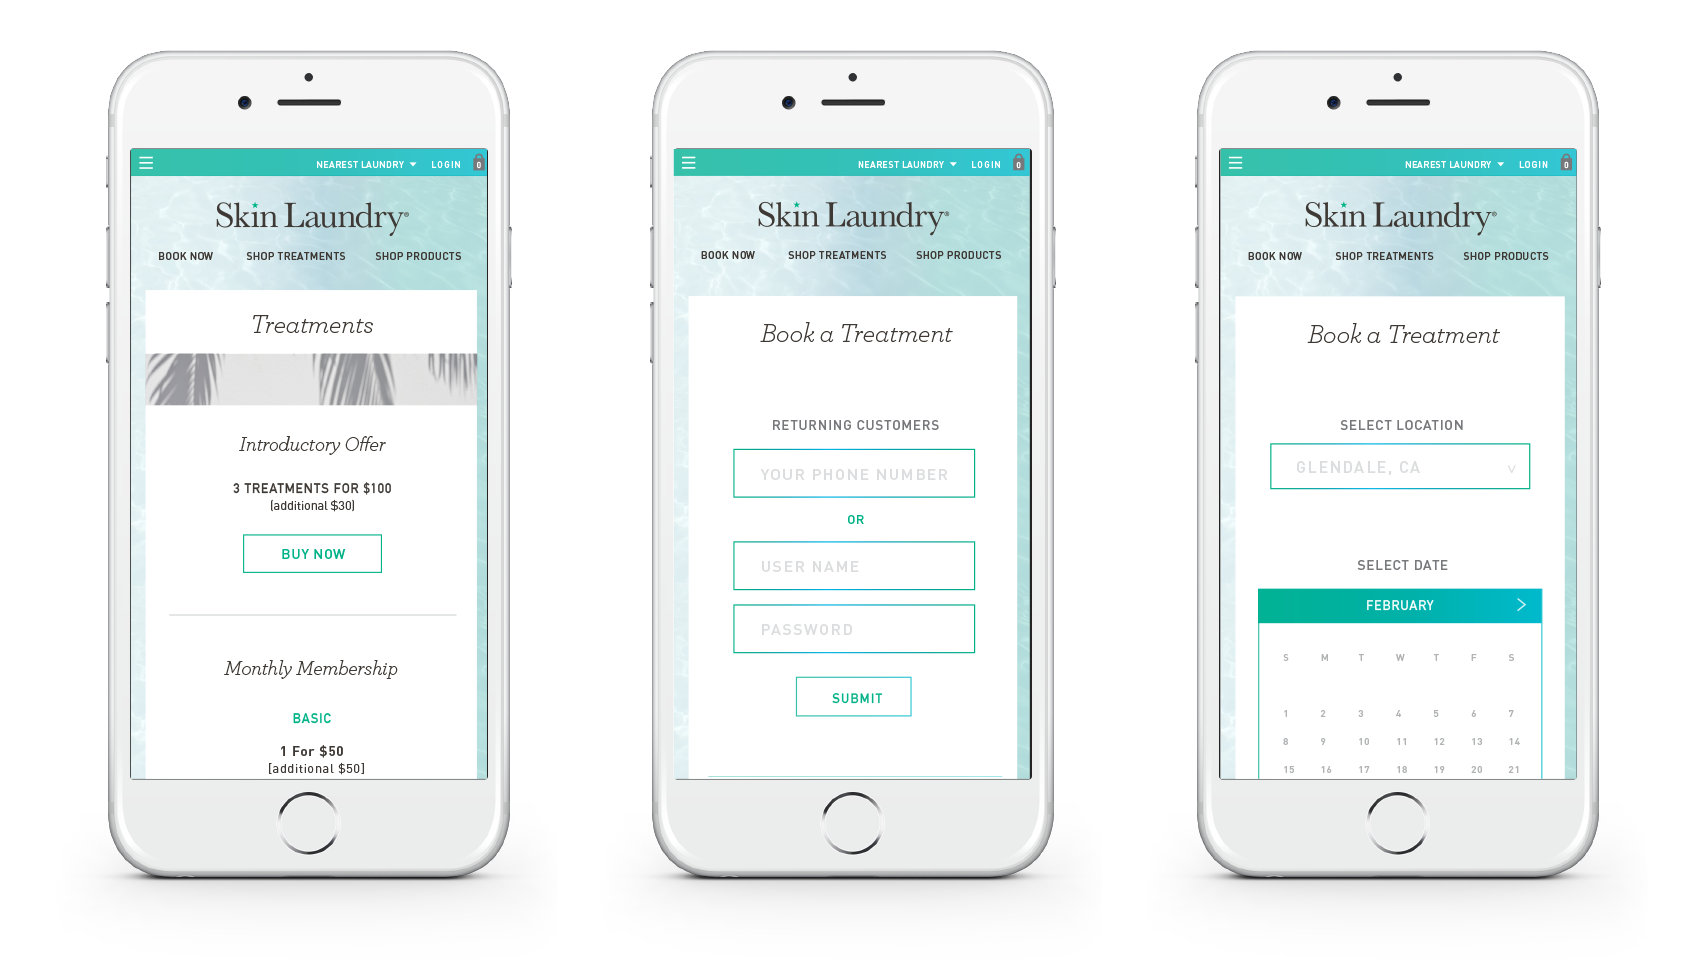 NEAREST LAUNDRY LOGIN 0
Skin Laundry®
BOOK NOW SHOP TREATMENTS SHOP PRODUCTS
Treatments
Introductory Offer
3 TREATMENTS FOR $100
(additional $30)
BUY NOW
Monthly Membership
BASIC
1 For $50
[additional $50]
NEAREST LAUNDRY LOGIN 0
Skin Laundry®
BOOK NOW SHOP TREATMENTS SHOP PRODUCTS
Book a Treatment
RETURNING CUSTOMERS
YOUR PHONE NUMBER
OR
USER NAME
PASSWORD
SUBMIT
NEAREST LAUNDRY LOGIN 0
Skin Laundry®
BOOK NOW SHOP TREATMENTS SHOP PRODUCTS
Book a Treatment
SELECT LOCATION
GLENDALE, CA v
SELECT DATE
FEBRUARY >
S M T W T F S
1 2 3 4 5 6 7
8 9 10 11 12 13 14
15 16 17 18 19 20 21